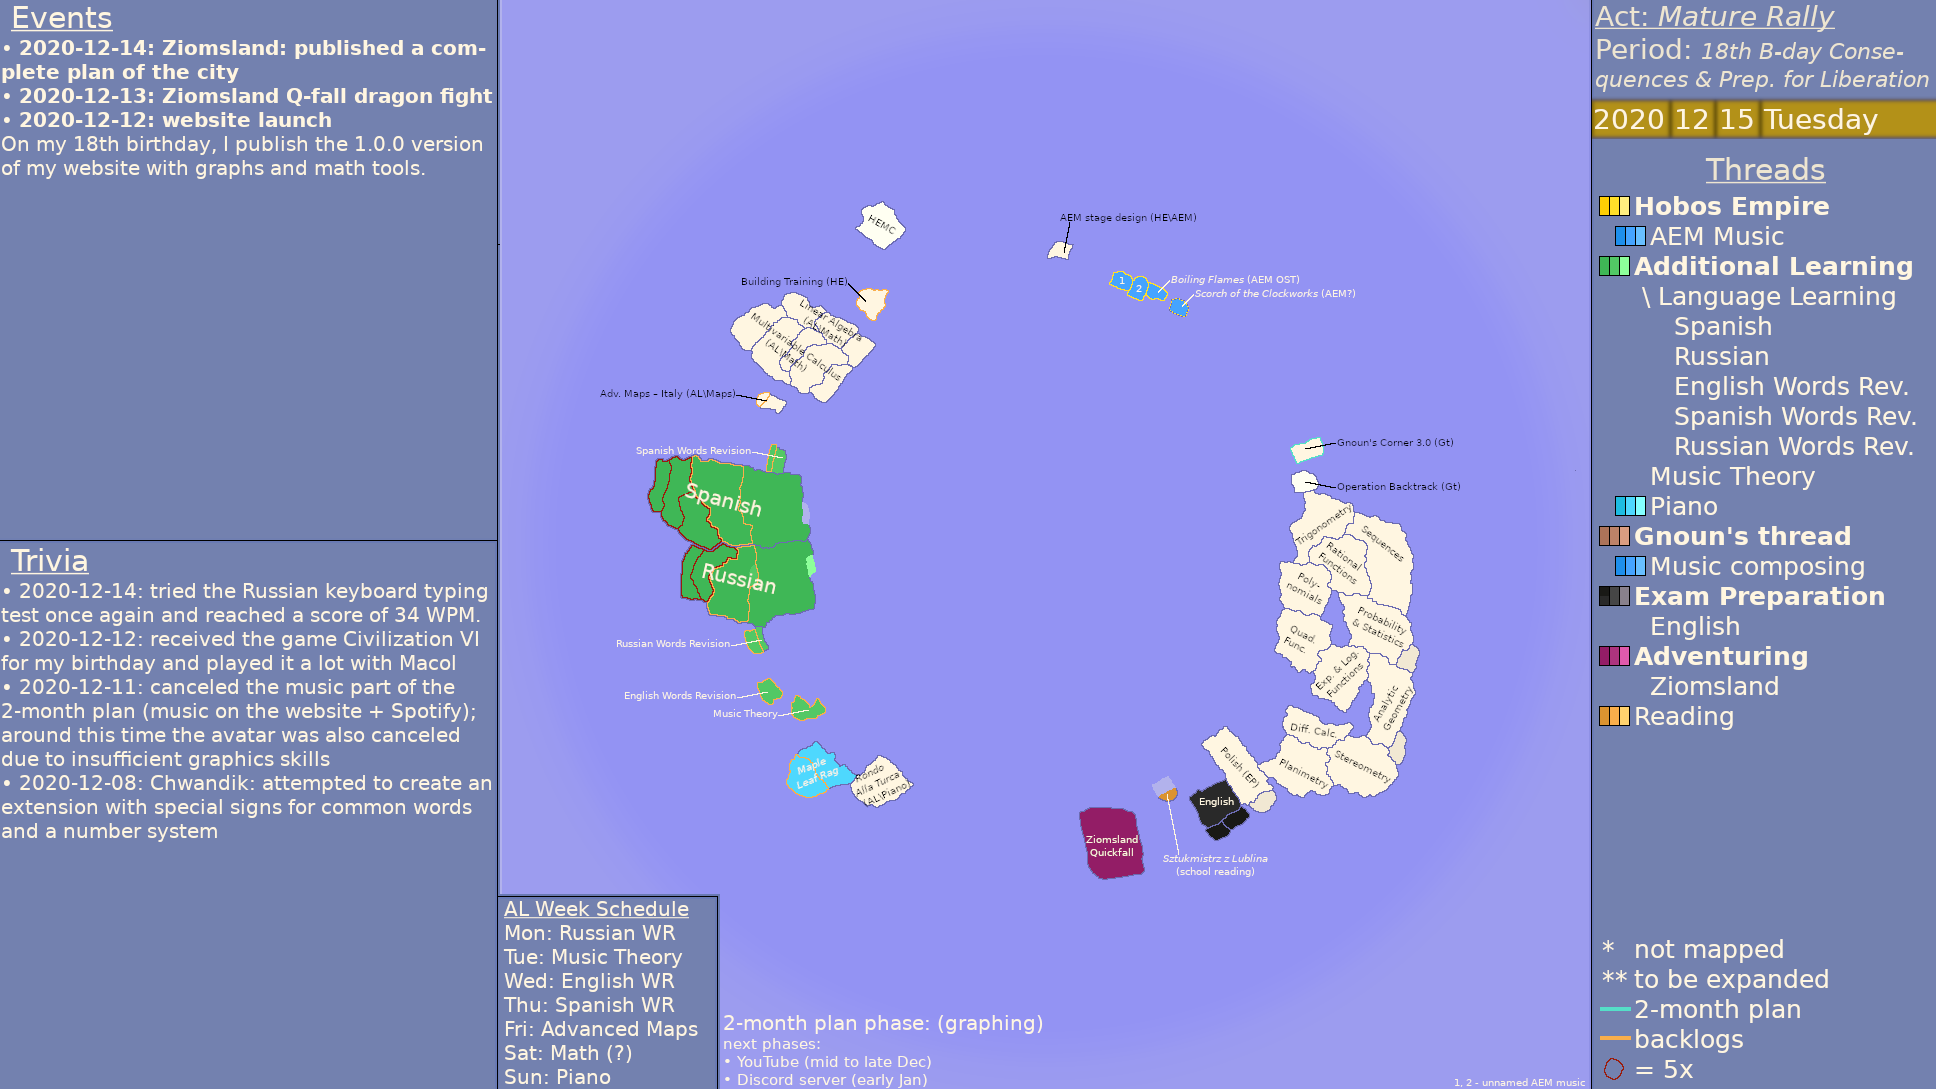 Events
• 2020-12-14: Ziomsland: published a com-
plete plan of the city
• 2020-12-13: Ziomsland Q-fall dragon fight
• 2020-12-12: website launch
On my 18th birthday, I publish the 1.0.0 version
of my website with graphs and math tools.
Trivia
• 2020-12-14: tried the Russian keyboard typing
test once again and reached a score of 34 WPM.
• 2020-12-12: received the game Civilization VI
for my birthday and played it a lot with Macol
• 2020-12-11: canceled the music part of the
2-month plan (music on the website + Spotify);
around this time the avatar was also canceled
due to insufficient graphics skills
• 2020-12-08: Chwandik: attempted to create an
extension with special signs for common words
and a number system
HEMC
AEM stage design (HE\AEM)
Building Training (HE)
1
2
Boiling Flames (AEM OST)
Scorch of the Clockworks (AEM?)
Linear Algebra
(AL\Math)
Multivariable Calculus
(AL\Math)
Adv. Maps – Italy (AL\Maps)
Spanish Words Revision
Spanish
Russian
Russian Words Revision
English Words Revision
Music Theory
Maple
Leaf Rag
Rondo
Alla Turca
(AL\Piano)
Gnoun's Corner 3.0 (Gt)
Operation Backtrack (Gt)
Trigonometry
Sequences
Rational
Functions
Poly-
nomials
Probability
& Statistics
Quad.
Func.
Exp. & Log.
Functions
Analytic
Geometry
Diff. Calc.
Planimetry
Stereometry
Polish (EP)
English
Ziomsland
Quickfall
Sztukmistrz z Lublina
(school reading)
AL Week Schedule
Mon: Russian WR
Tue: Music Theory
Wed: English WR
Thu: Spanish WR
Fri: Advanced Maps
Sat: Math (?)
Sun: Piano
2-month plan phase: (graphing)
next phases:
• YouTube (mid to late Dec)
• Discord server (early Jan)
1, 2 - unnamed AEM music
Act: Mature Rally
Period: 18th B-day Conse-
quences & Prep. for Liberation
2020 12 15 Tuesday
Threads
Hobos Empire
AEM Music
Additional Learning
\ Language Learning
Spanish
Russian
English Words Rev.
Spanish Words Rev.
Russian Words Rev.
Music Theory
Piano
Gnoun's thread
Music composing
Exam Preparation
English
Adventuring
Ziomsland
Reading
* not mapped
** to be expanded
2-month plan
backlogs
= 5x